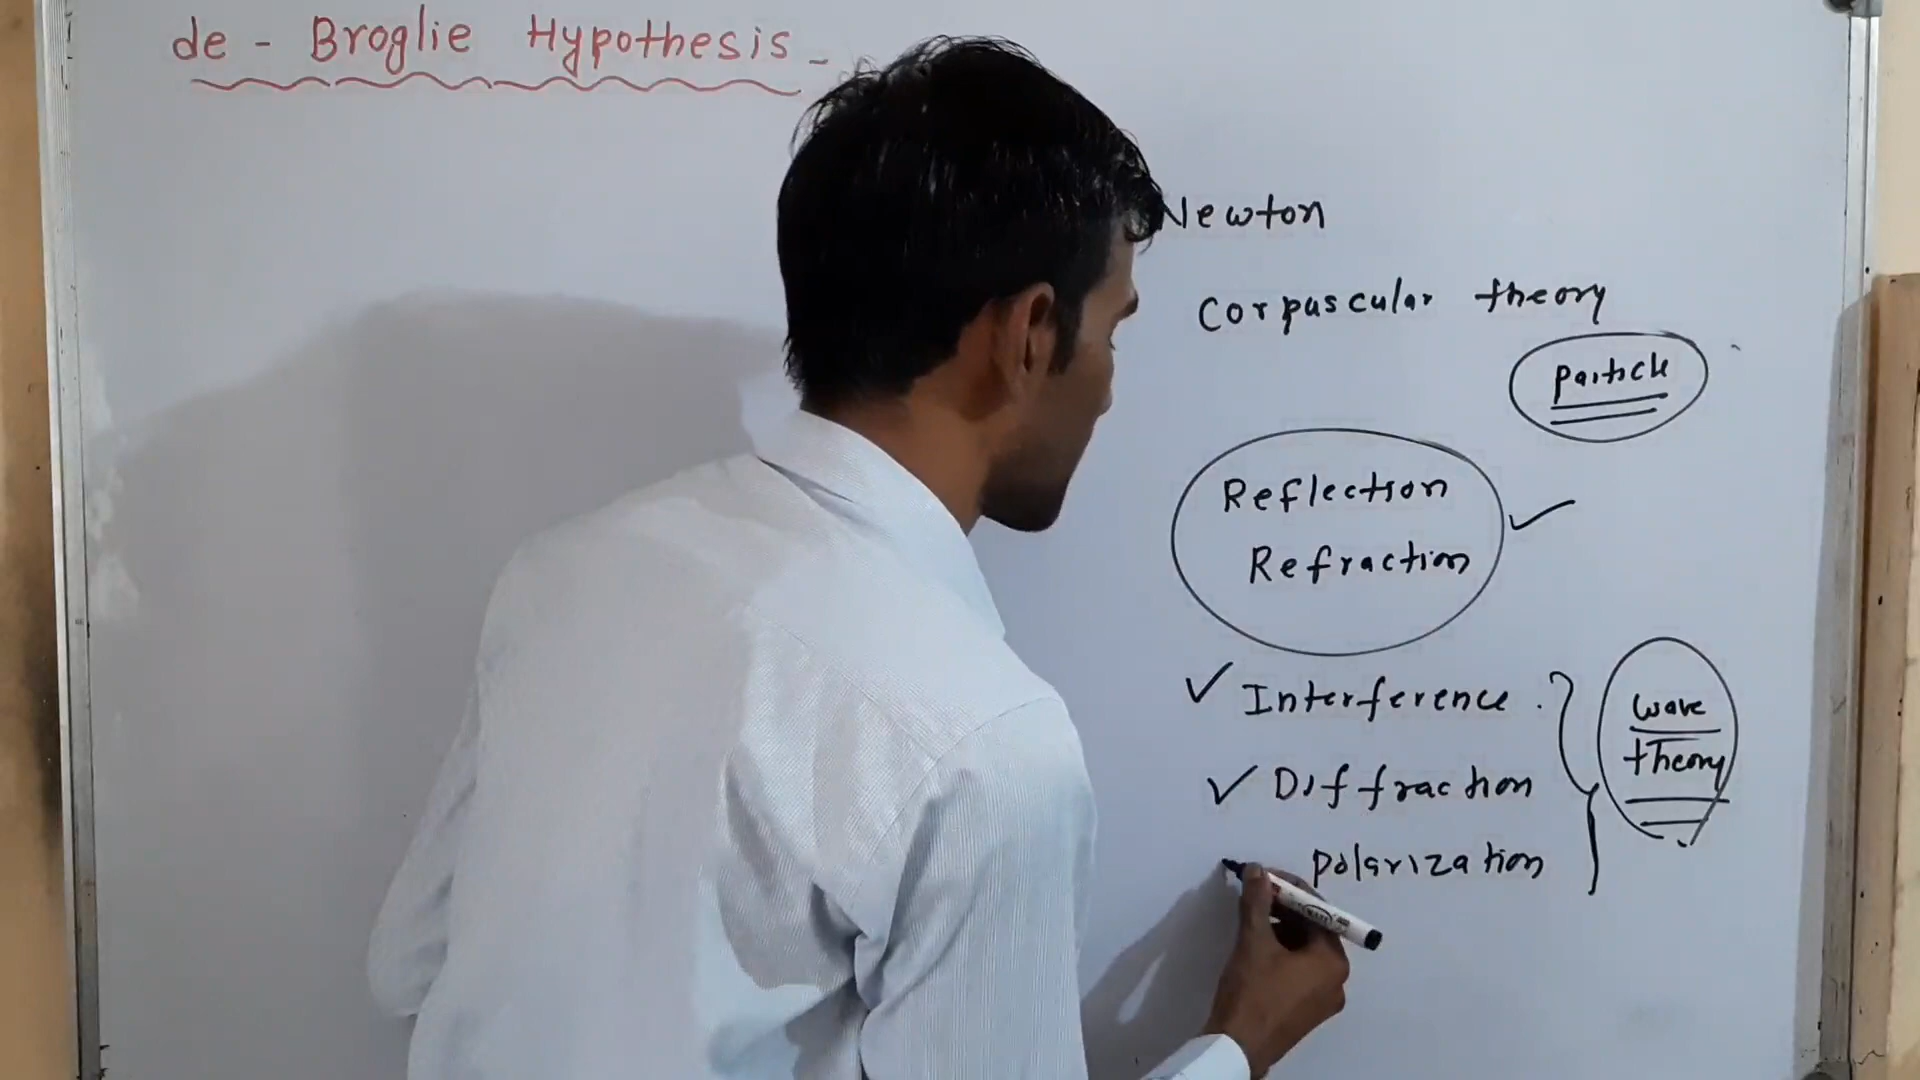 de - Broglie Hypothesis -
Newton
Corpuscular theory
particle
Reflection
Refraction
✓ Interference .
wave
theory
✓ Diffraction
polarization